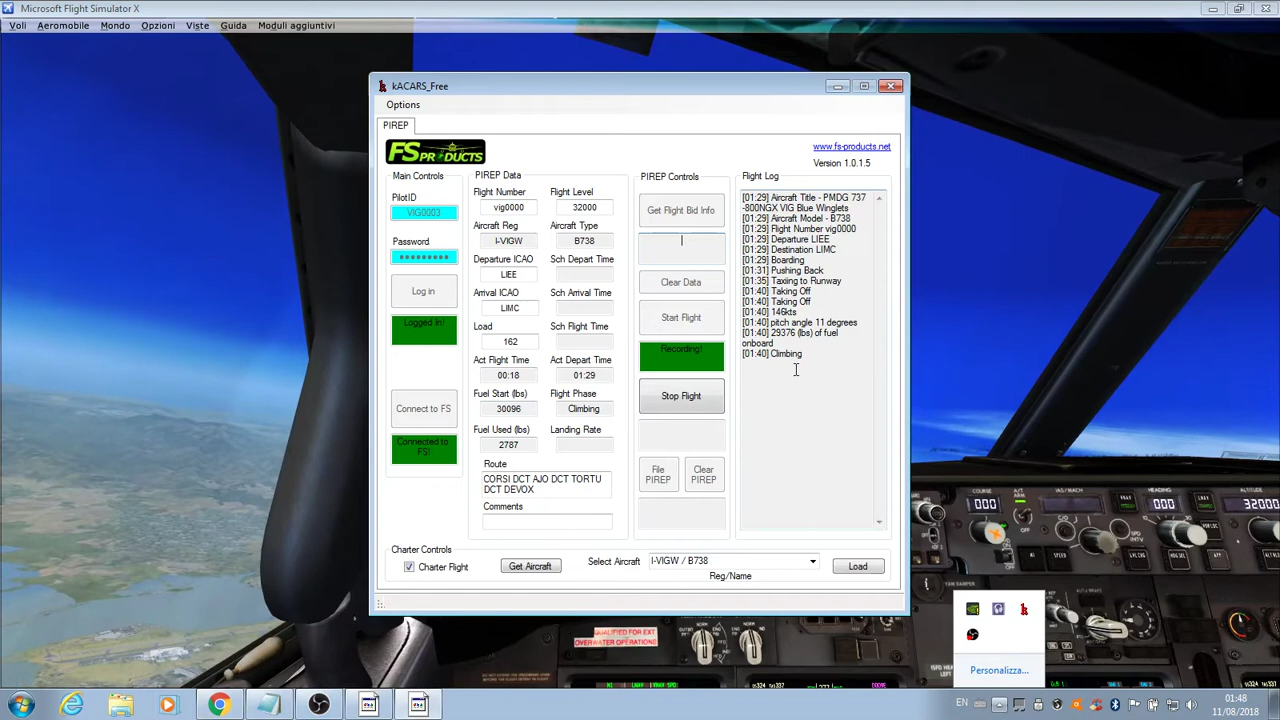 Microsoft Flight Simulator X
Voli Aeromobile Mondo Opzioni Viste Guida Moduli aggiuntivi
kACARS_Free
Options
PIREP
FS PRODUCTS
www.fs-products.net
Version 1.0.1.5
Main Controls
PilotID
VIG0003
Password
Log in
Logged In!
Connect to FS
Connected to
FS!
PIREP Data
Flight Number Flight Level
vig0000 32000
Aircraft Reg Aircraft Type
I-VIGW B738
Departure ICAO Sch Depart Time
LIEE
Arrival ICAO Sch Arrival Time
LIMC
Load Sch Flight Time
162
Act Flight Time Act Depart Time
00:18 01:29
Fuel Start (lbs) Flight Phase
30096 Climbing
Fuel Used (lbs) Landing Rate
2787
Route
CORSI DCT AJO DCT TORTU
DCT DEVOX
Comments
PIREP Controls
Get Flight Bid Info
Clear Data
Start Flight
Recording!
Stop Flight
File
PIREP
Clear
PIREP
Flight Log
[01:29] Aircraft Title - PMDG 737
-800NGX VIG Blue Winglets
[01:29] Aircraft Model - B738
[01:29] Flight Number vig0000
[01:29] Departure LIEE
[01:29] Destination LIMC
[01:29] Boarding
[01:31] Pushing Back
[01:35] Taxiing to Runway
[01:40] Taking Off
[01:40] Taking Off
[01:40] 146kts
[01:40] pitch angle 11 degrees
[01:40] 29376 (lbs) of fuel
onboard
[01:40] Climbing
Charter Controls
Charter Flight
Get Aircraft
Select Aircraft
I-VIGW / B738
Reg/Name
Load
COURSE
000
A/T
ARM
IAS/MACH
HEADING
000
ALTITUDE
32000
QUALIFIED FOR EXT
OVERWATER OPERATIONS
Personalizza...
EN
01:48
11/08/2018